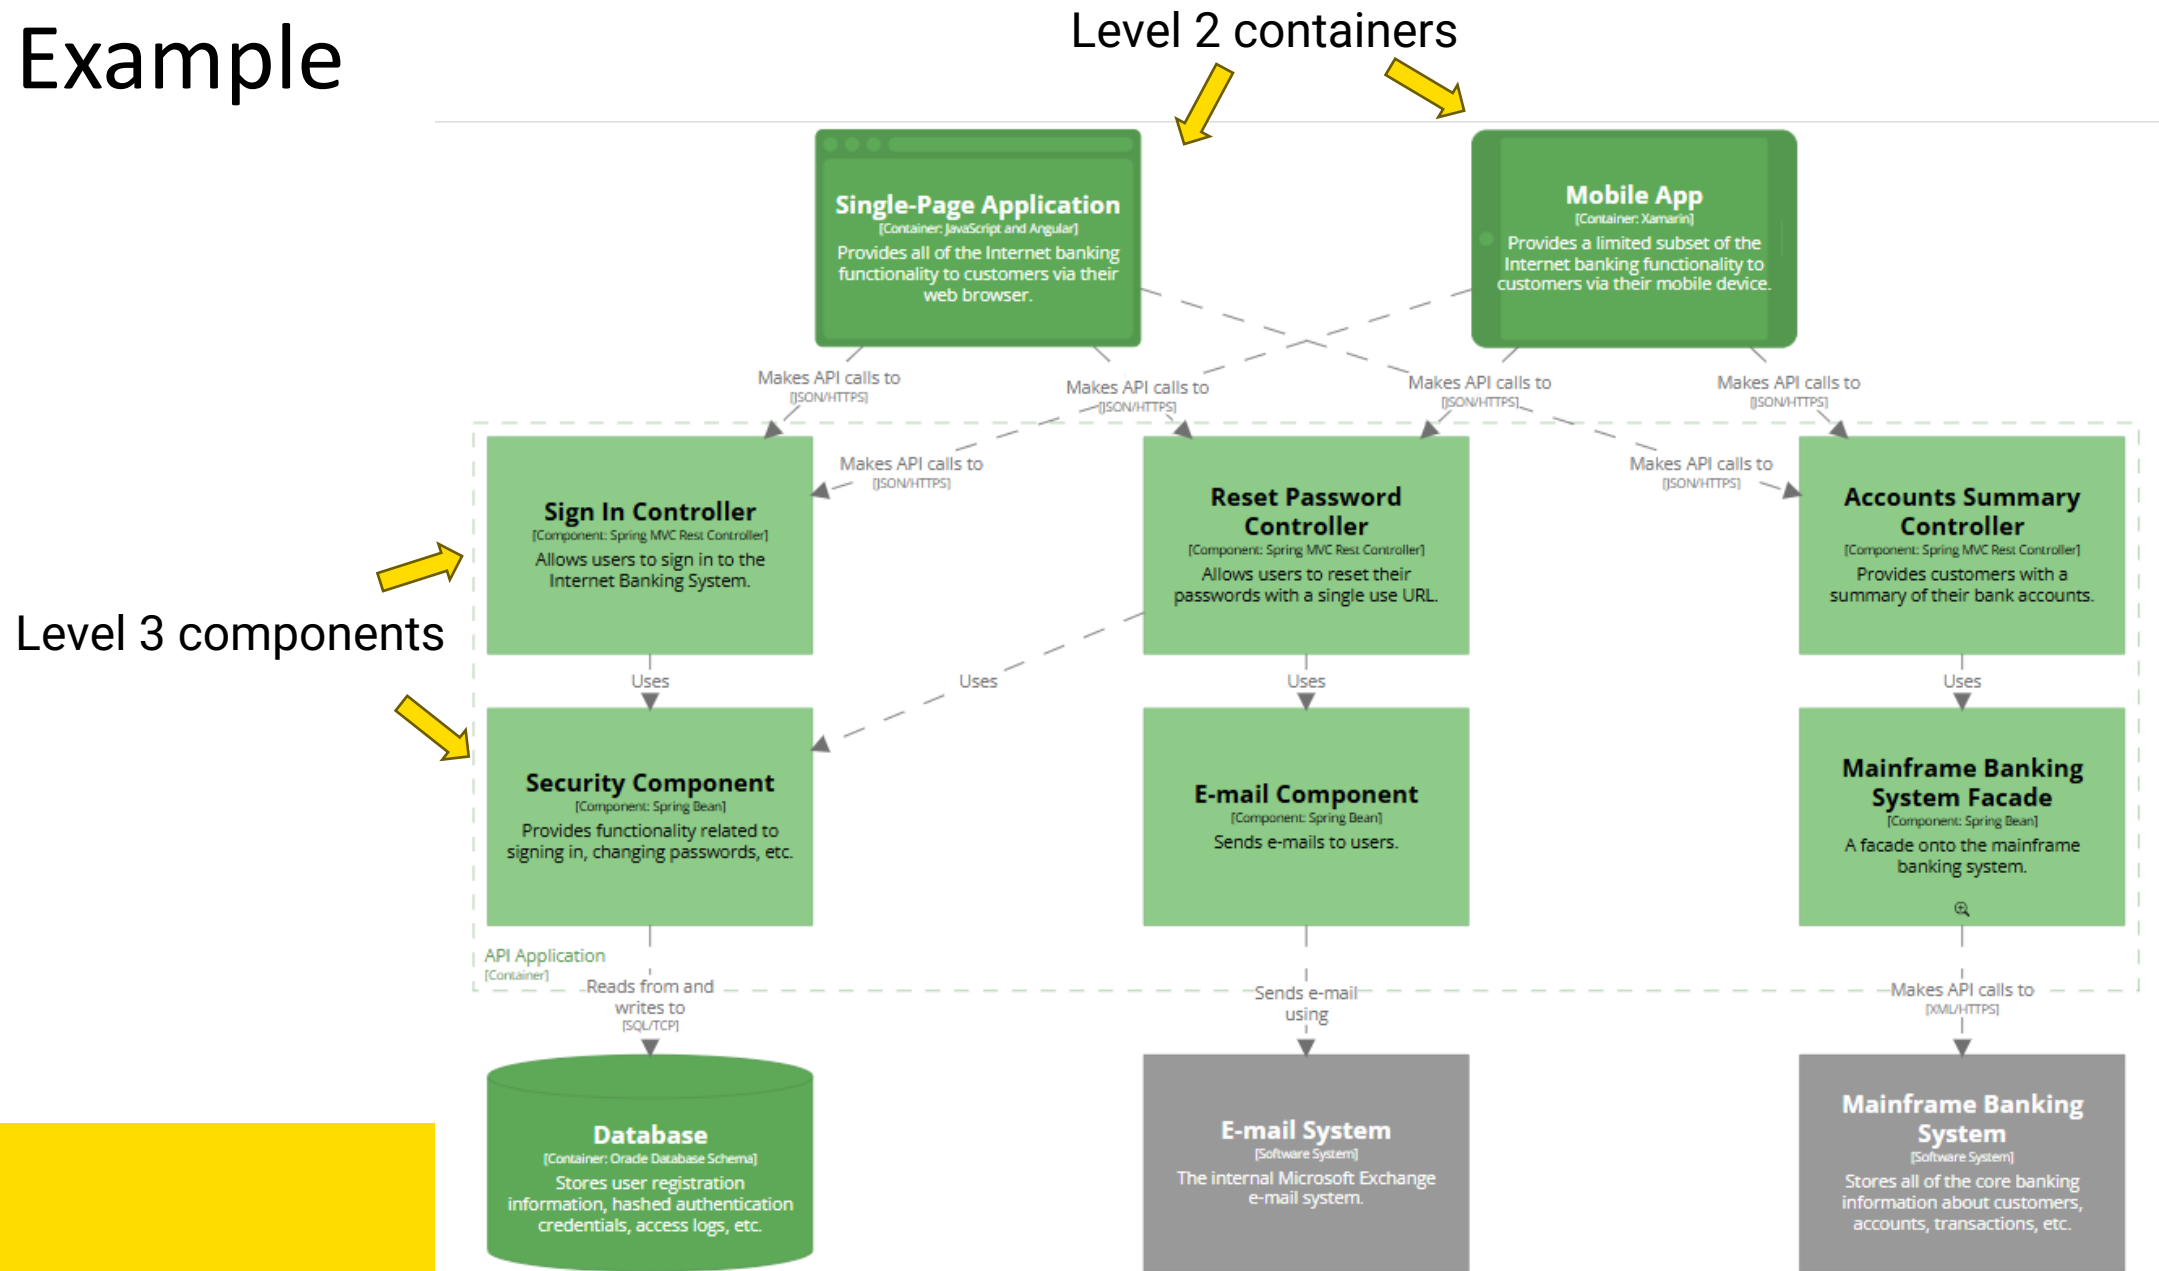 Example
Level 2 containers
Single-Page Application
[Container: JavaScript and Angular]
Provides all of the Internet banking
functionality to customers via their
web browser.
Mobile App
[Container: Xamarin]
Provides a limited subset of the
Internet banking functionality to
customers via their mobile device.
Makes API calls to
[JSON/HTTPS]
Makes API calls to
[JSON/HTTPS]
Makes API calls to
[JSON/HTTPS]
Makes API calls to
[JSON/HTTPS]
Makes API calls to
[JSON/HTTPS]
Makes API calls to
[JSON/HTTPS]
Sign In Controller
[Component: Spring MVC Rest Controller]
Allows users to sign in to the
Internet Banking System.
Reset Password
Controller
[Component: Spring MVC Rest Controller]
Allows users to reset their
passwords with a single use URL.
Accounts Summary
Controller
[Component: Spring MVC Rest Controller]
Provides customers with a
summary of their bank accounts.
Level 3 components
Uses
Uses
Uses
Uses
Security Component
[Component: Spring Bean]
Provides functionality related to
signing in, changing passwords, etc.
E-mail Component
[Component: Spring Bean]
Sends e-mails to users.
Mainframe Banking
System Facade
[Component: Spring Bean]
A facade onto the mainframe
banking system.
API Application
[Container]
Reads from and
writes to
[SQL/TCP]
Sends e-mail
using
Makes API calls to
[XML/HTTPS]
Database
[Container: Oracle Database Schema]
Stores user registration
information, hashed authentication
credentials, access logs, etc.
E-mail System
[Software System]
The internal Microsoft Exchange
e-mail system.
Mainframe Banking
System
[Software System]
Stores all of the core banking
information about customers,
accounts, transactions, etc.